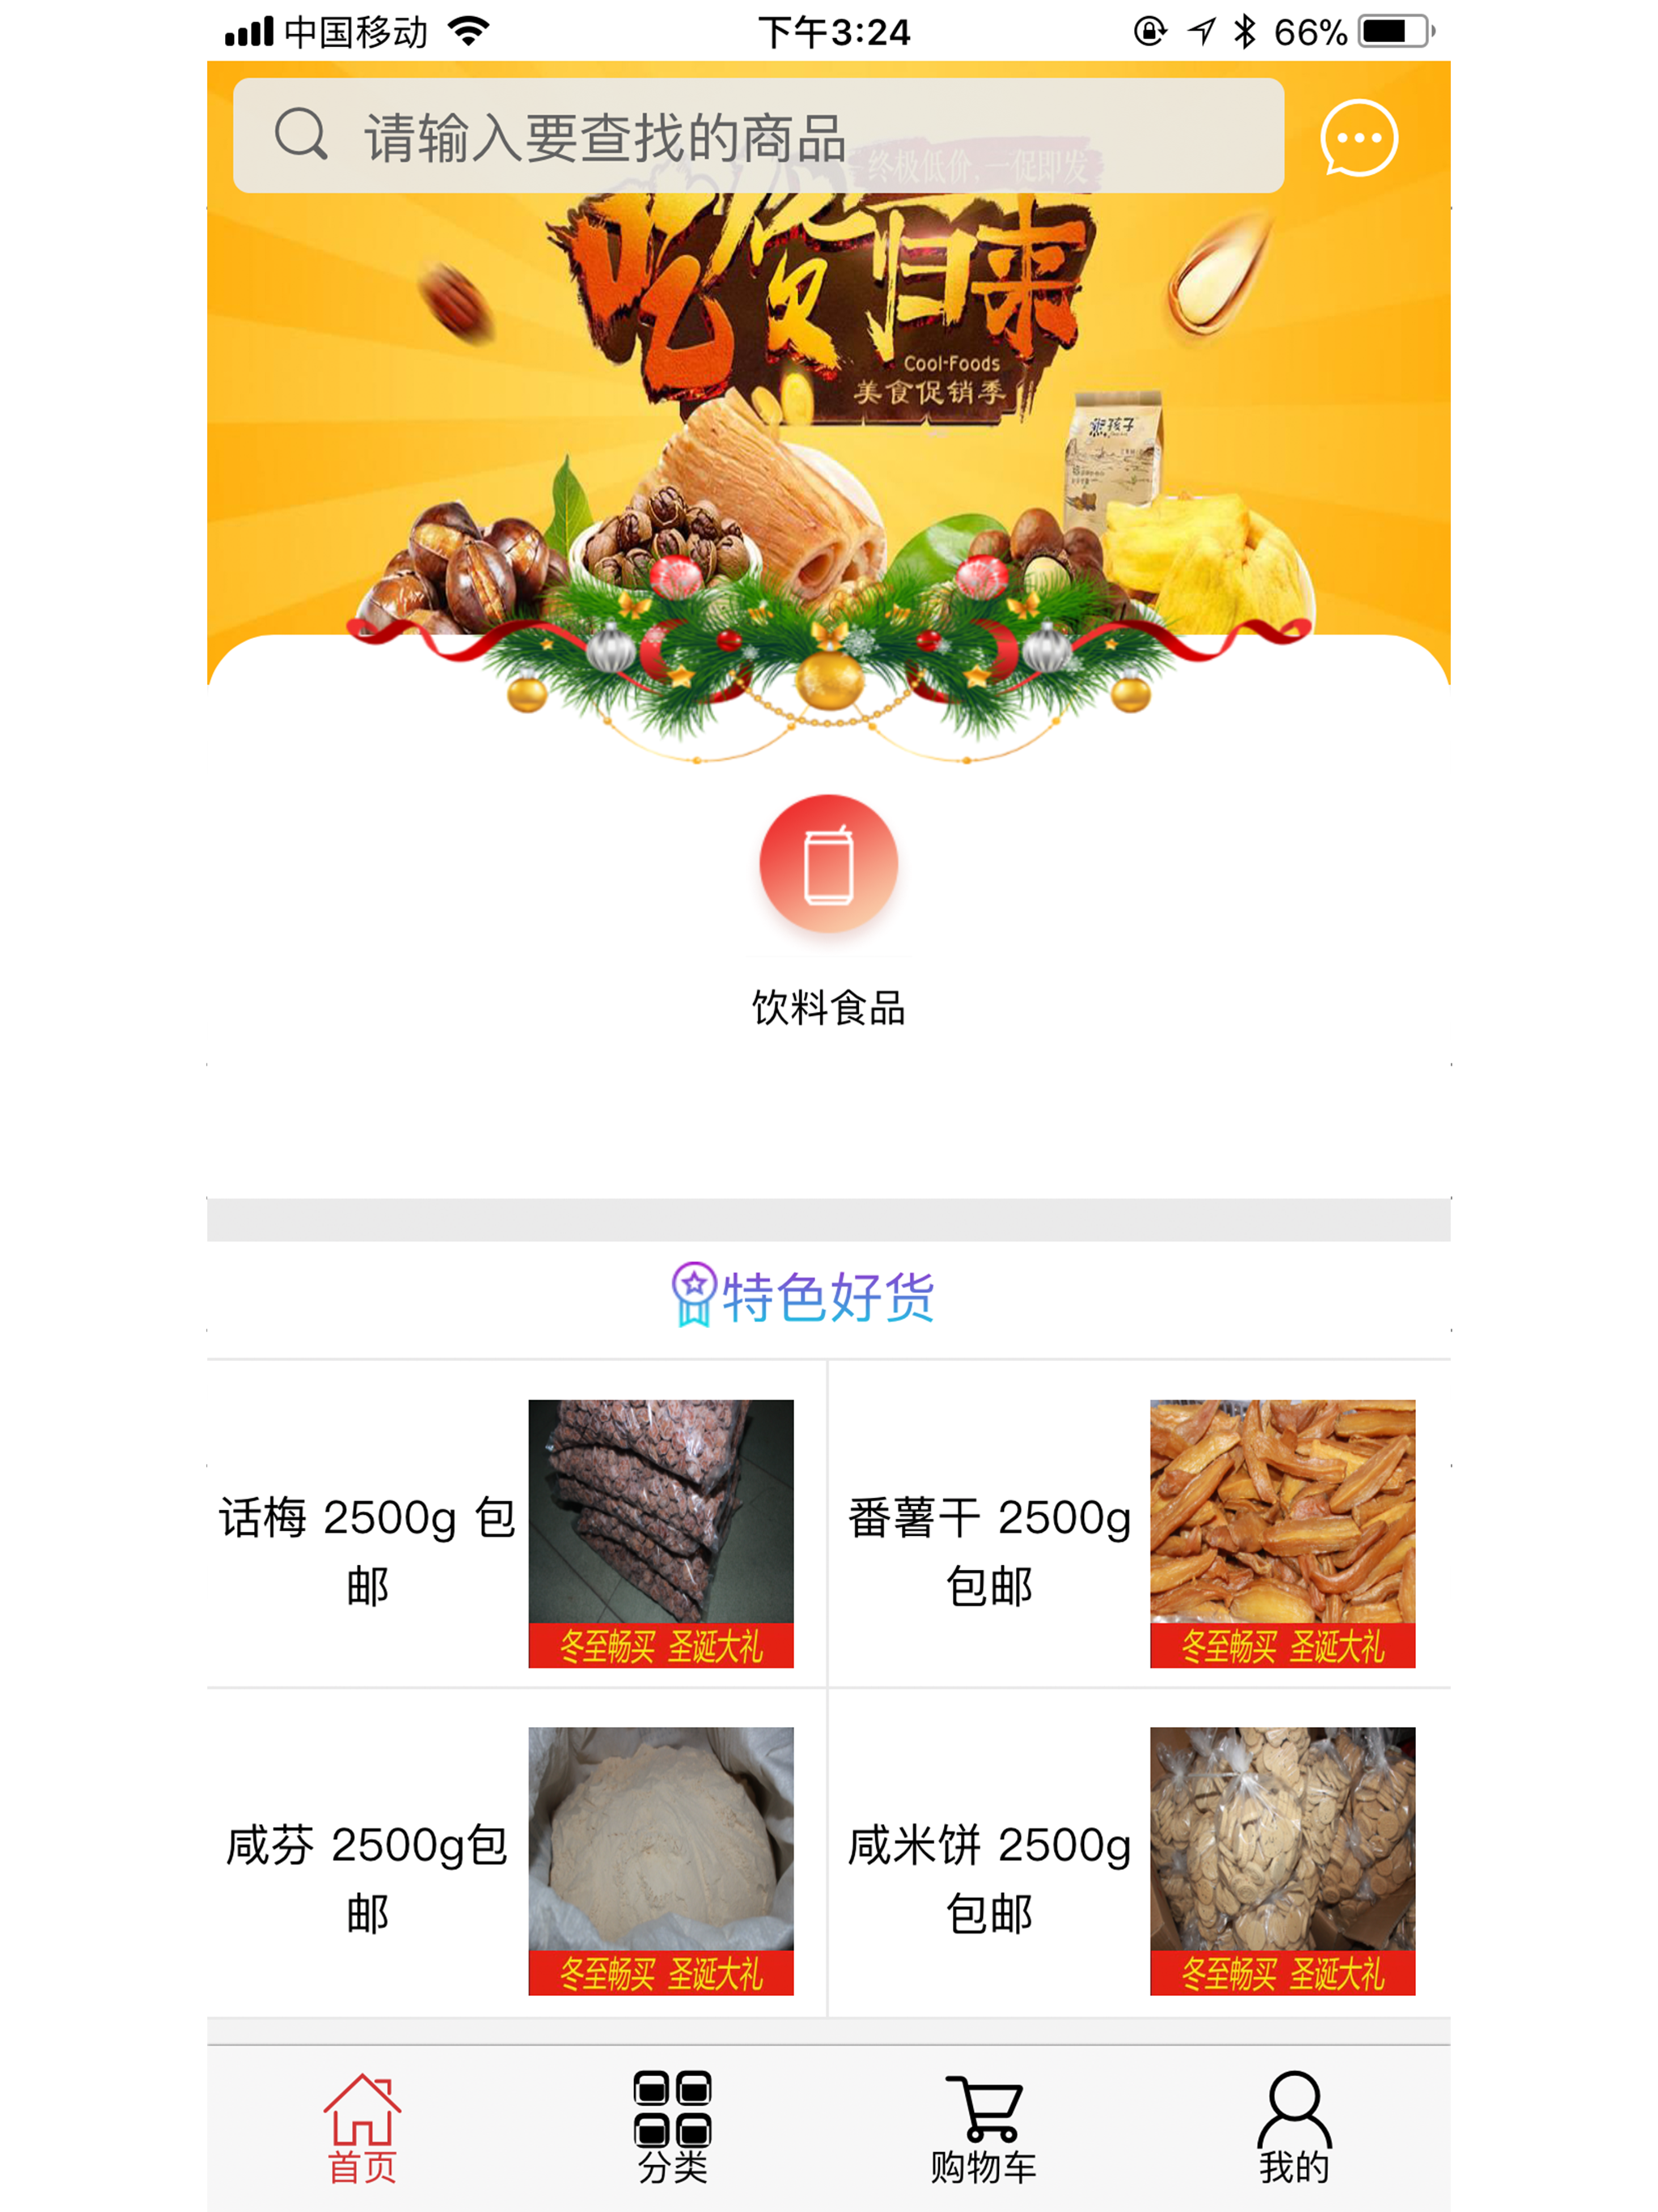 中国移动
下午3:24
66%
请输入要查找的商品
终极低价，一促即发
吃货归来
Cool-Foods
美食促销季
熊孩子
饮料食品
特色好货
话梅 2500g 包
邮
冬至畅买 圣诞大礼
番薯干 2500g
包邮
冬至畅买 圣诞大礼
咸芬 2500g包
邮
冬至畅买 圣诞大礼
咸米饼 2500g
包邮
冬至畅买 圣诞大礼
首页
分类
购物车
我的